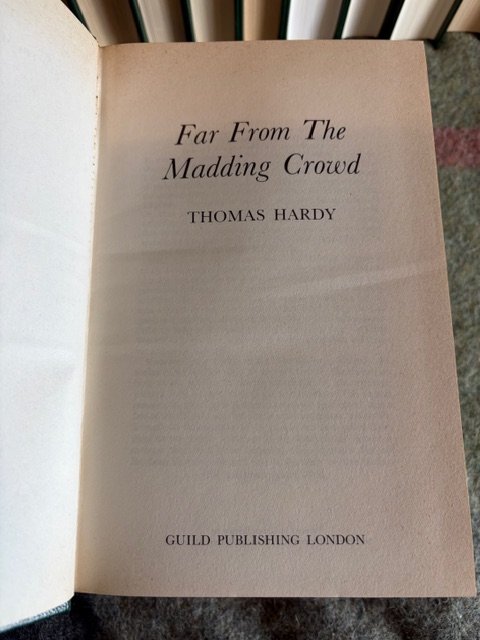 Far From The
Madding Crowd
THOMAS HARDY
GUILD PUBLISHING LONDON